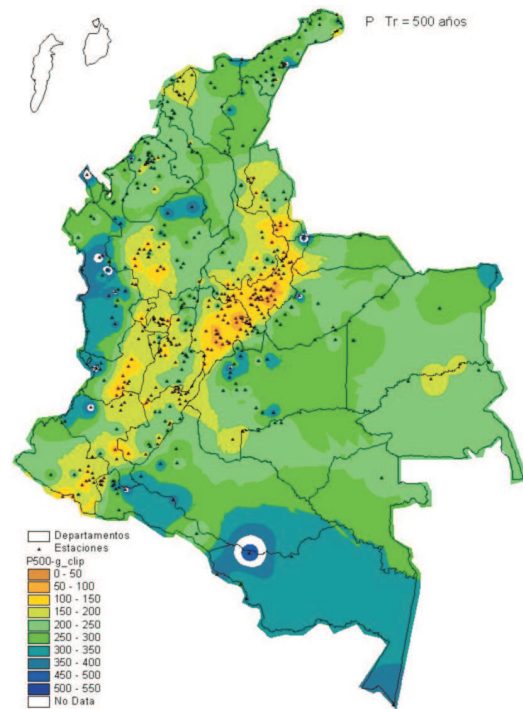 P Tr = 500 años
Departamentos
Estaciones
P500-g_clip
0 - 50
50 - 100
100 - 150
150 - 200
200 - 250
250 - 300
300 - 350
350 - 400
450 - 500
500 - 550
No Data